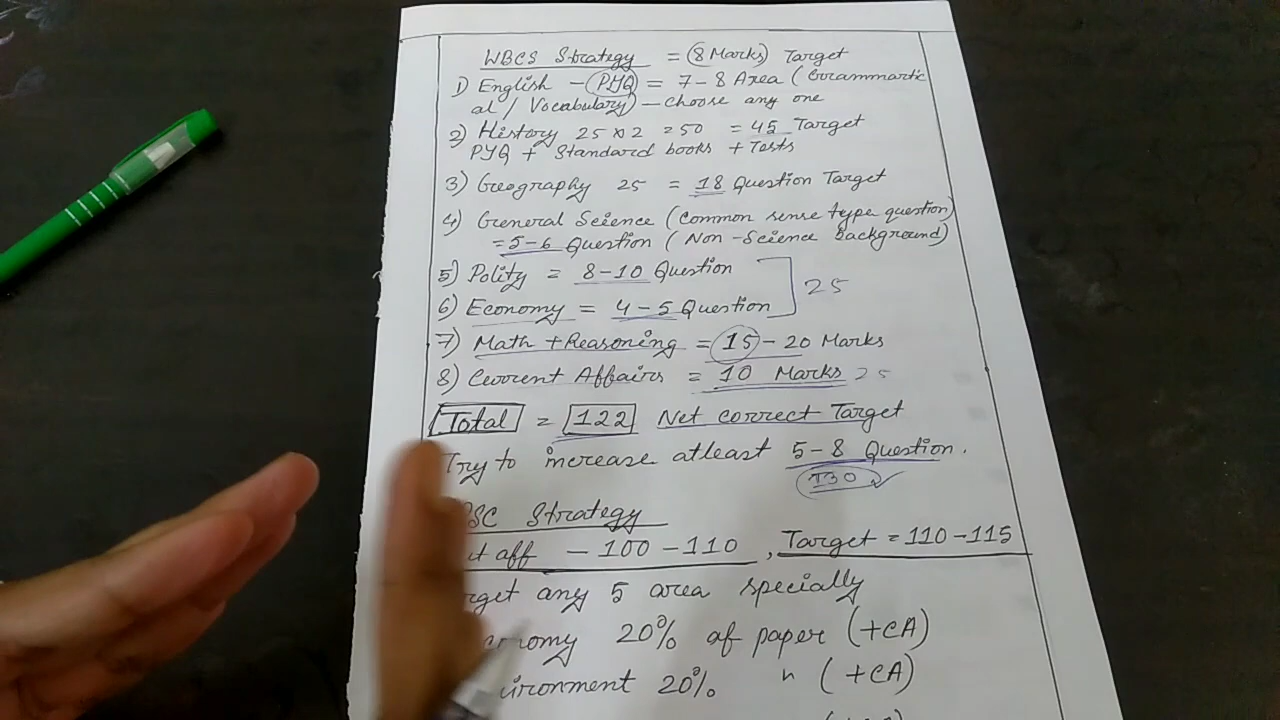 WBCS Strategy = (8 Marks) Target
1) English - PYQ = 7-8 Area (Grammartic
al / Vocabulary) - choose any one
2) History 25 x 2 = 50 = 45 Target
PYQ + Standard books + Tests
3) Geography 25 = 18 Question Target
4) General Science (Common sense type question)
= 5-6 Question (Non-Science background)
5) Polity = 8-10 Question
6) Economy = 4-5 Question
25
7) Math + Reasoning = 15-20 Marks
8) Current Affairs = 10 Marks 25
Total = 122 Net correct Target
Try to increase atleast 5-8 Question.
130
SC Strategy
aff - 100-110, Target = 110-115
get any 5 area specially
nomy 20% of paper (+CA)
ironment 20% " (+CA)